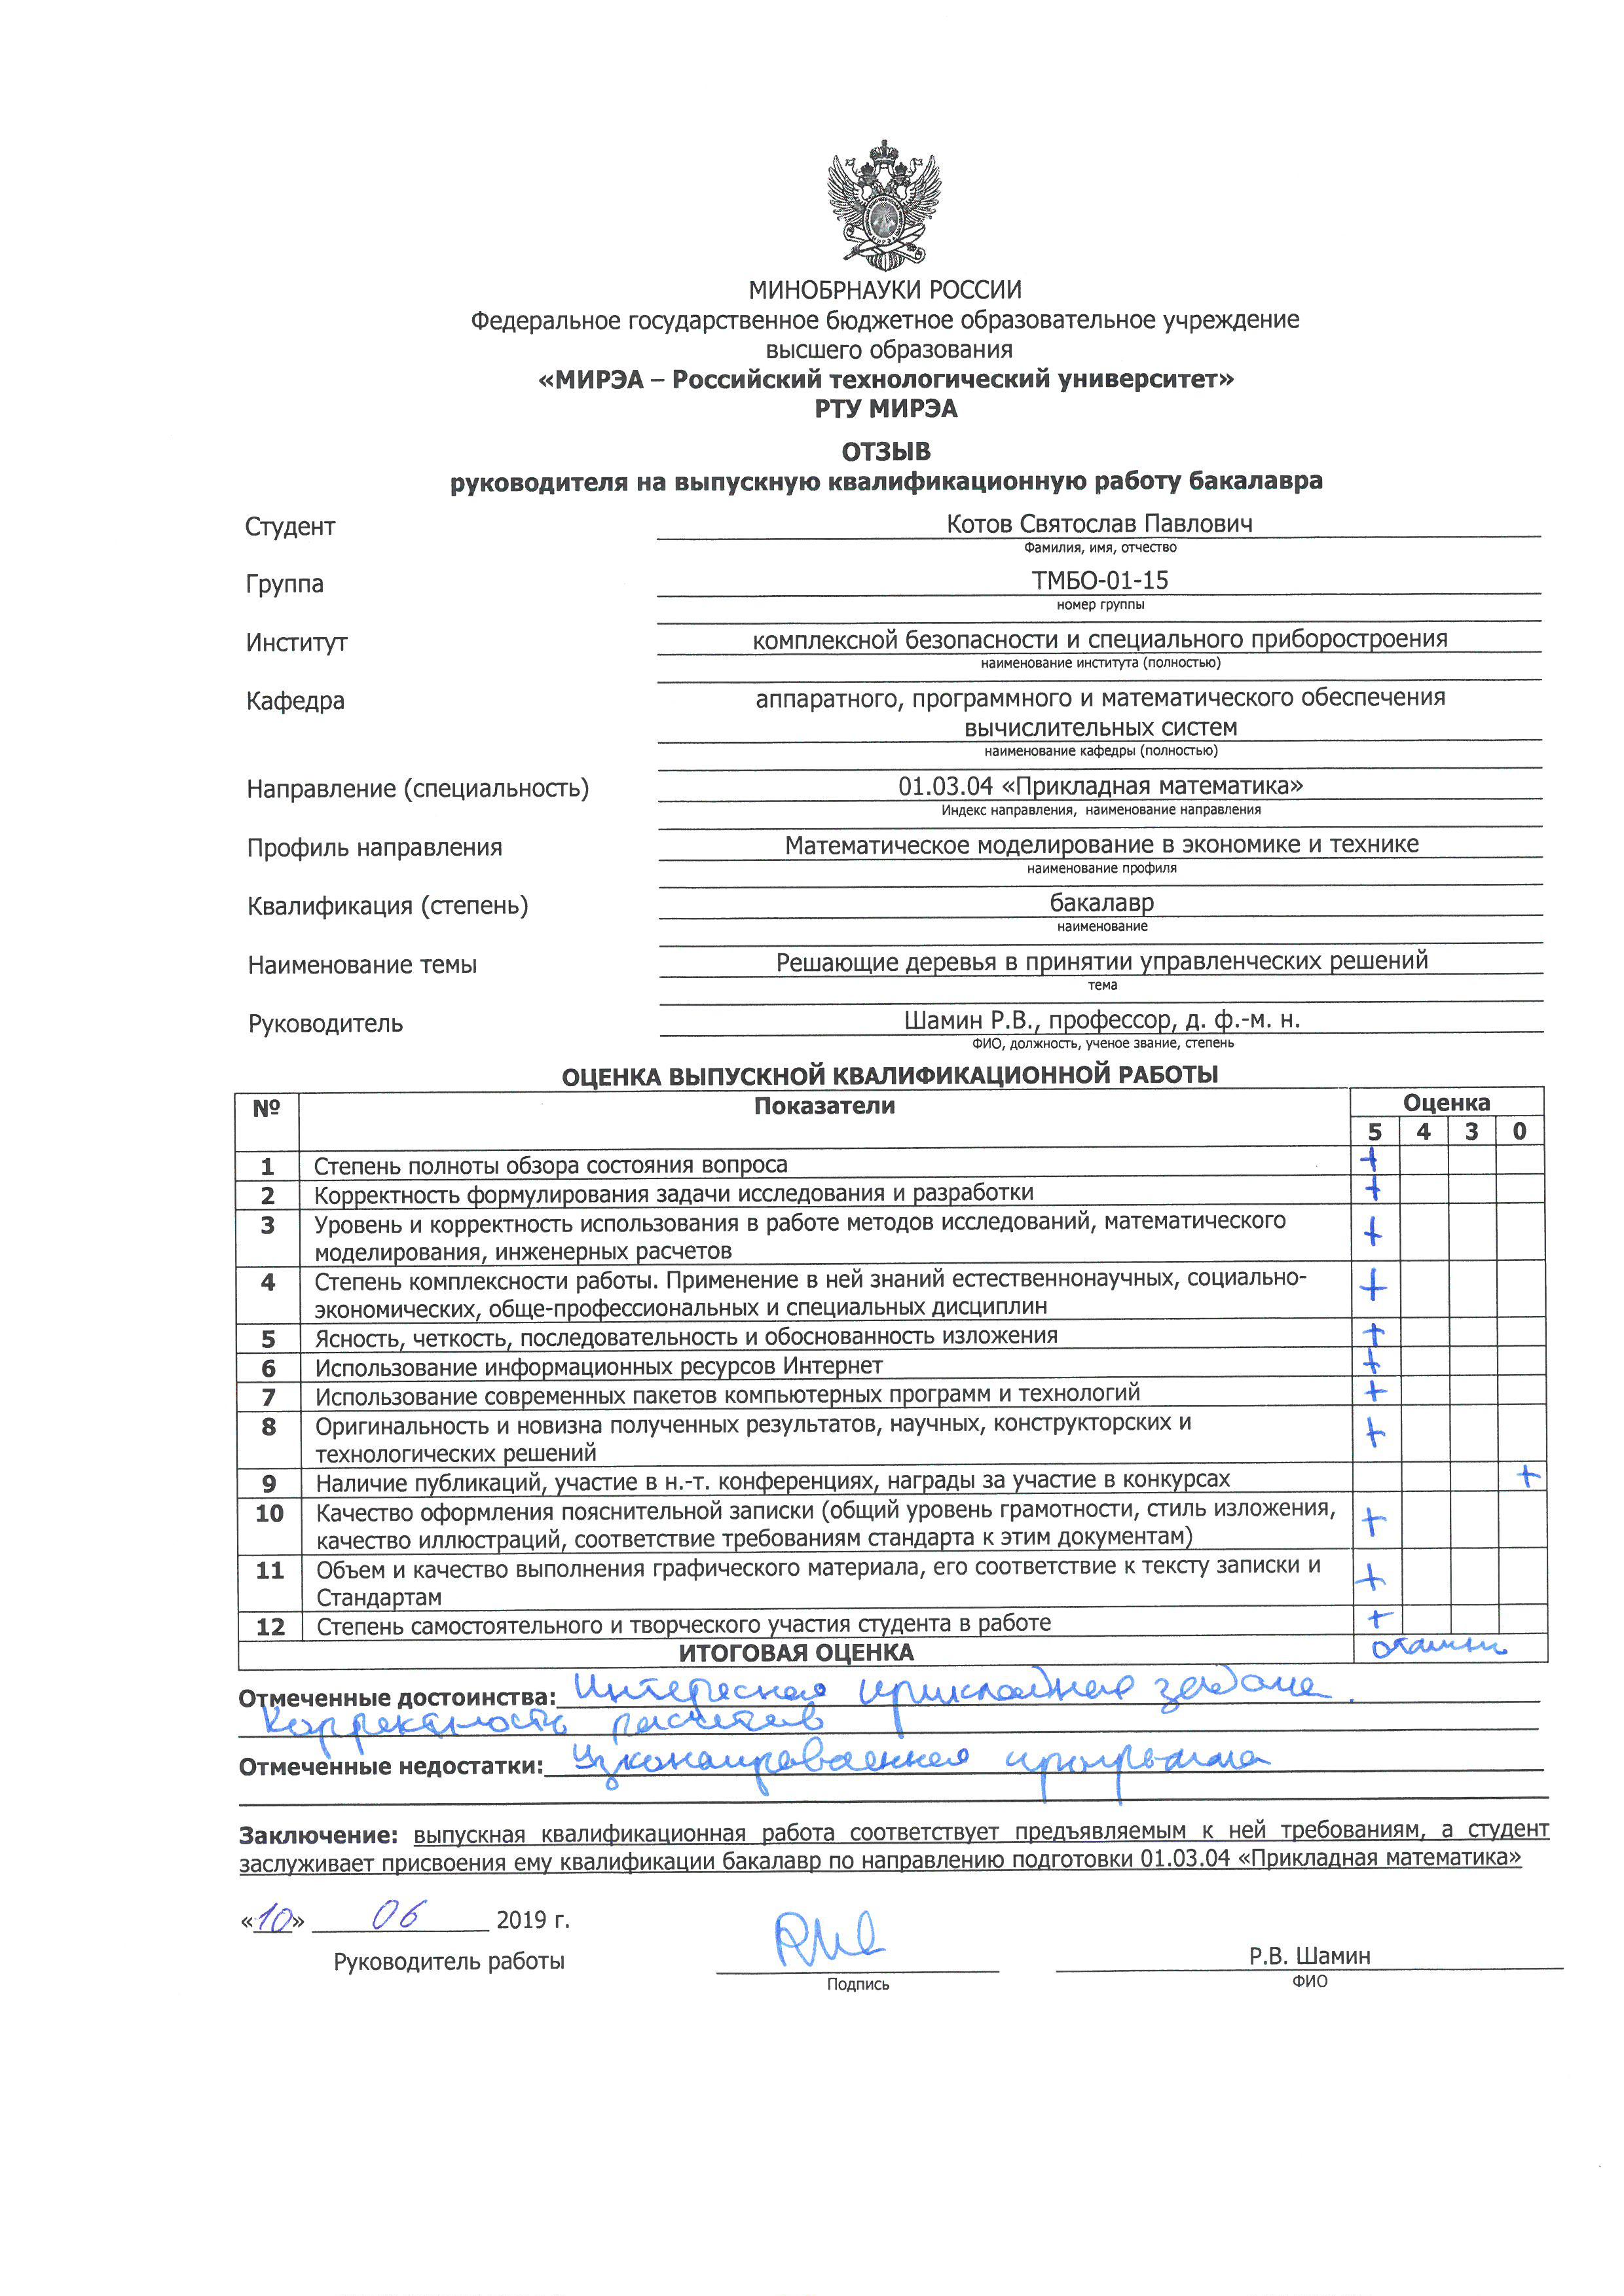 МИНОБРНАУКИ РОССИИ
Федеральное государственное бюджетное образовательное учреждение
высшего образования
«МИРЭА – Российский технологический университет»
РТУ МИРЭА
ОТЗЫВ
руководителя на выпускную квалификационную работу бакалавра
Студент Котов Святослав Павлович
Фамилия, имя, отчество
Группа ТМБО-01-15
номер группы
Институт комплексной безопасности и специального приборостроения
наименование института (полностью)
Кафедра аппаратного, программного и математического обеспечения
вычислительных систем
наименование кафедры (полностью)
Направление (специальность) 01.03.04 «Прикладная математика»
Индекс направления, наименование направления
Профиль направления Математическое моделирование в экономике и технике
наименование профиля
Квалификация (степень) бакалавр
наименование
Наименование темы Решающие деревья в принятии управленческих решений
тема
Руководитель Шамин Р.В., профессор, д. ф.-м. н.
ФИО, должность, ученое звание, степень
ОЦЕНКА ВЫПУСКНОЙ КВАЛИФИКАЦИОННОЙ РАБОТЫ
№ Показатели Оценка
5 4 3 0
1 Степень полноты обзора состояния вопроса +
2 Корректность формулирования задачи исследования и разработки +
3 Уровень и корректность использования в работе методов исследований, математического
моделирования, инженерных расчетов +
4 Степень комплексности работы. Применение в ней знаний естественнонаучных, социально-
экономических, обще-профессиональных и специальных дисциплин +
5 Ясность, четкость, последовательность и обоснованность изложения +
6 Использование информационных ресурсов Интернет +
7 Использование современных пакетов компьютерных программ и технологий +
8 Оригинальность и новизна полученных результатов, научных, конструкторских и
технологических решений +
9 Наличие публикаций, участие в н.-т. конференциях, награды за участие в конкурсах +
10 Качество оформления пояснительной записки (общий уровень грамотности, стиль изложения,
качество иллюстраций, соответствие требованиям стандарта к этим документам) +
11 Объем и качество выполнения графического материала, его соответствие к тексту записки и
Стандартам +
12 Степень самостоятельного и творческого участия студента в работе +
ИТОГОВАЯ ОЦЕНКА
Отмеченные достоинства: Интересная прикладная задача.
Корректность расчетов
Отмеченные недостатки: Узконаправленная программа
Заключение: выпускная квалификационная работа соответствует предъявляемым к ней требованиям, а студент
заслуживает присвоения ему квалификации бакалавр по направлению подготовки 01.03.04 «Прикладная математика»
«10» 06 2019 г.
Руководитель работы Р.В. Шамин
Подпись ФИО